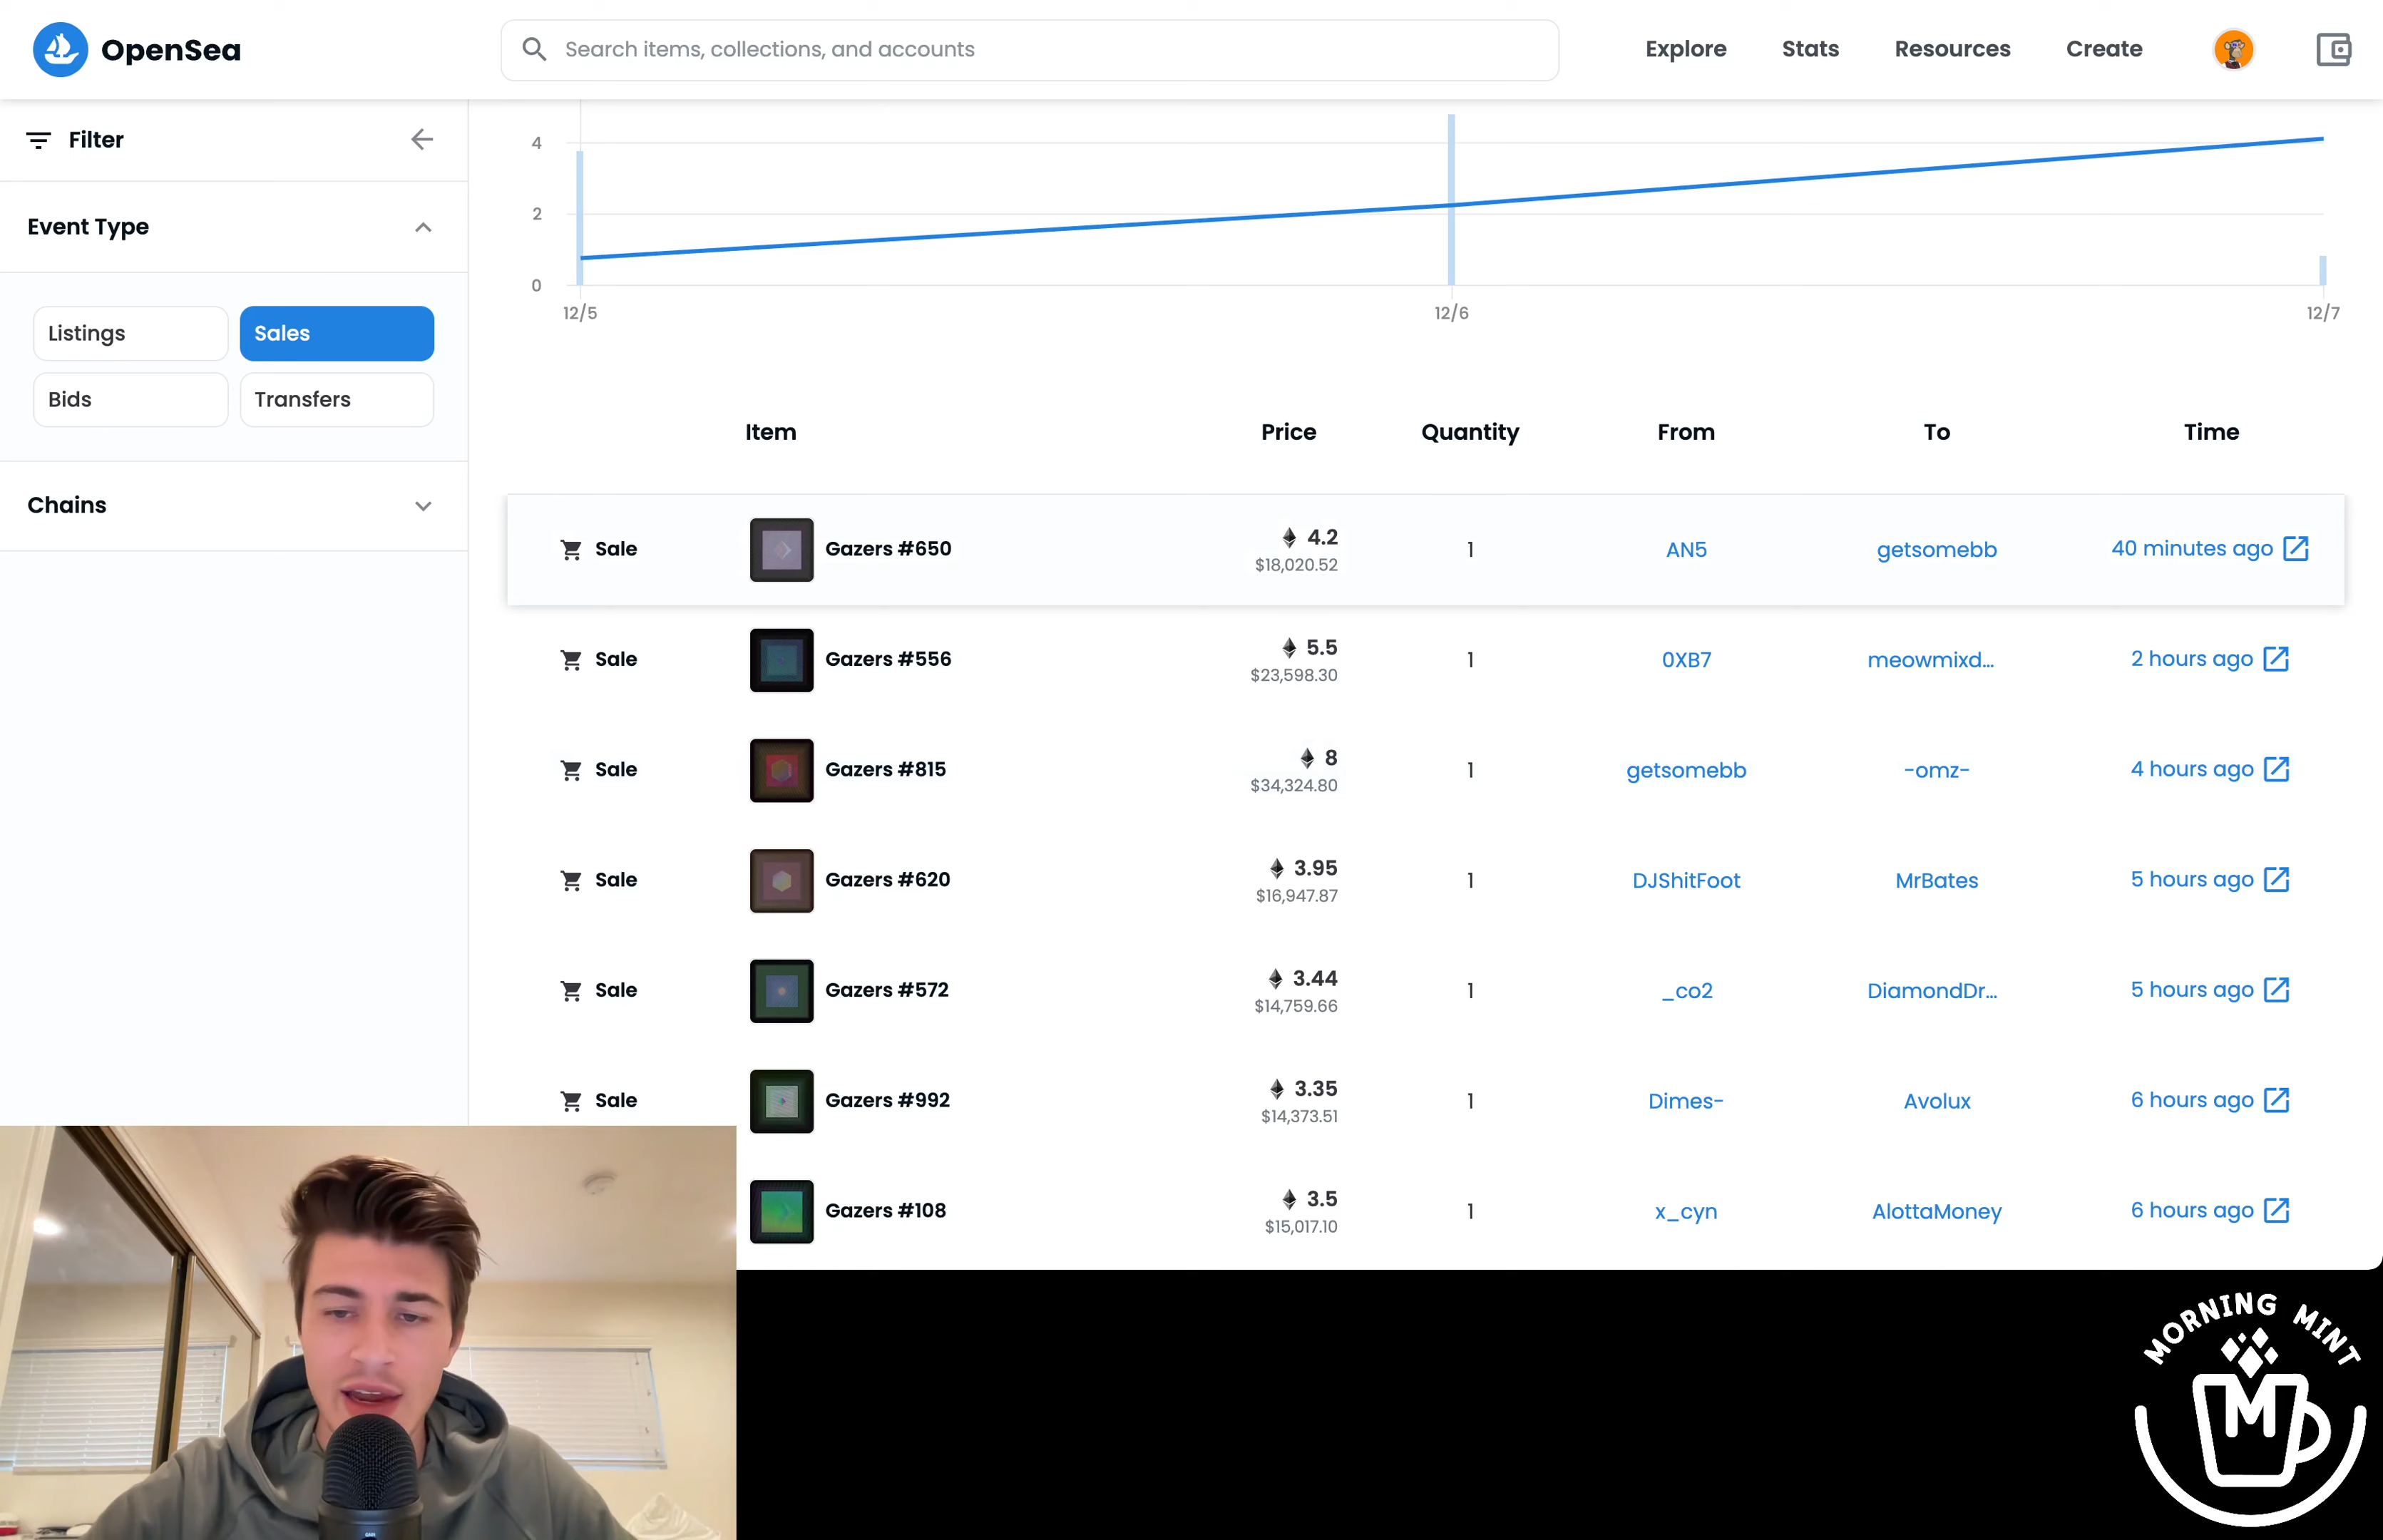 OpenSea
Search items, collections, and accounts
Explore
Stats
Resources
Create
Filter
Event Type
Listings
Sales
Bids
Transfers
Chains
4
2
0
12/5
12/6
12/7
Item Price Quantity From To Time
Sale Gazers #650 4.2 1 AN5 getsomebb 40 minutes ago
$18,020.52
Sale Gazers #556 5.5 1 0XB7 meowmixd... 2 hours ago
$23,598.30
Sale Gazers #815 8 1 getsomebb -omz- 4 hours ago
$34,324.80
Sale Gazers #620 3.95 1 DJShitFoot MrBates 5 hours ago
$16,947.87
Sale Gazers #572 3.44 1 _co2 DiamondDr... 5 hours ago
$14,759.66
Sale Gazers #992 3.35 1 Dimes- Avolux 6 hours ago
$14,373.51
Gazers #108 3.5 1 x_cyn AlottaMoney 6 hours ago
$15,017.10
MORNING MINT
M